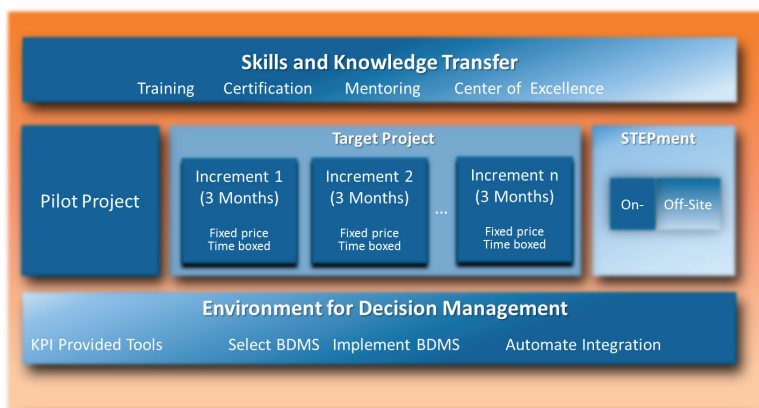 Skills and Knowledge Transfer
Training Certification Mentoring Center of Excellence
Pilot Project
Target Project
Increment 1
(3 Months)
Fixed price
Time boxed
Increment 2
(3 Months)
Fixed price
Time boxed
...
Increment n
(3 Months)
Fixed price
Time boxed
STEPment
On- Off-Site
Environment for Decision Management
KPI Provided Tools Select BDMS Implement BDMS Automate Integration